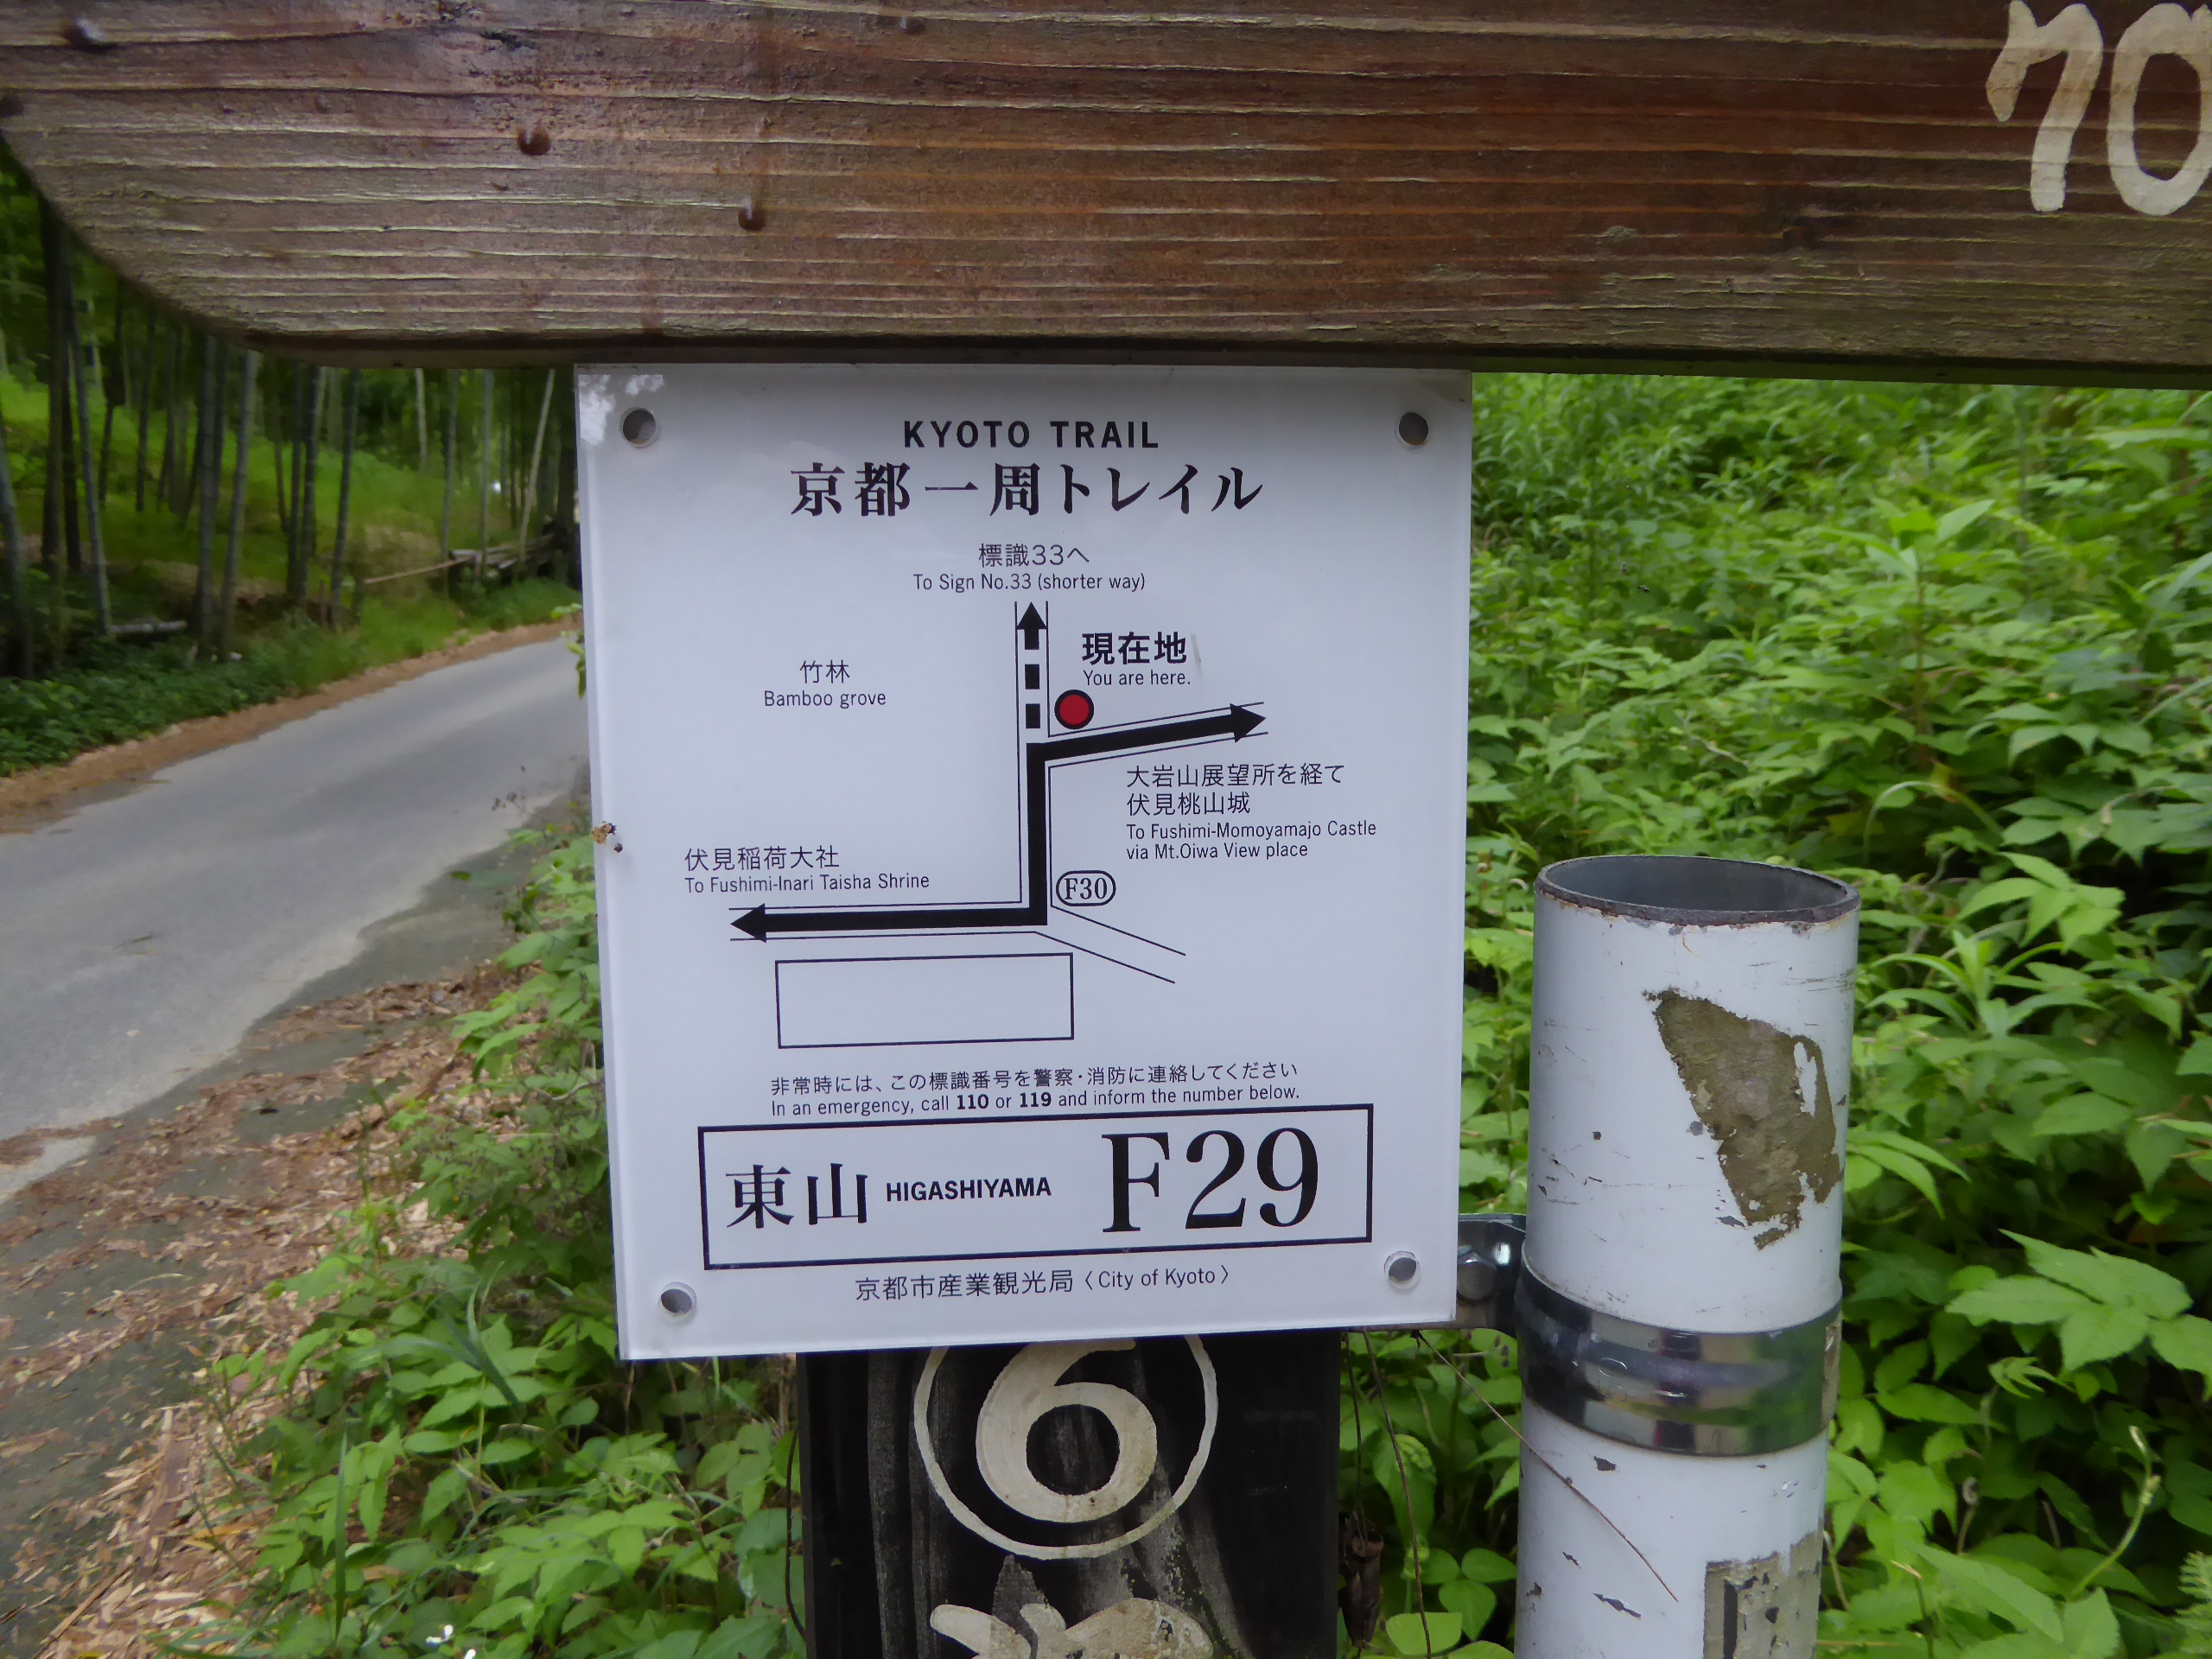 70
KYOTO TRAIL
京都一周トレイル
標識33へ
To Sign No.33 (shorter way)
現在地
You are here.
竹林
Bamboo grove
大岩山展望所を経て
伏見桃山城
To Fushimi-Momoyamajo Castle
via Mt.Oiwa View place
伏見稲荷大社
To Fushimi-Inari Taisha Shrine
F30
非常時には、この標識番号を警察・消防に連絡してください
In an emergency, call 110 or 119 and inform the number below.
東山 HIGASHIYAMA F29
京都市産業観光局〈City of Kyoto〉
6